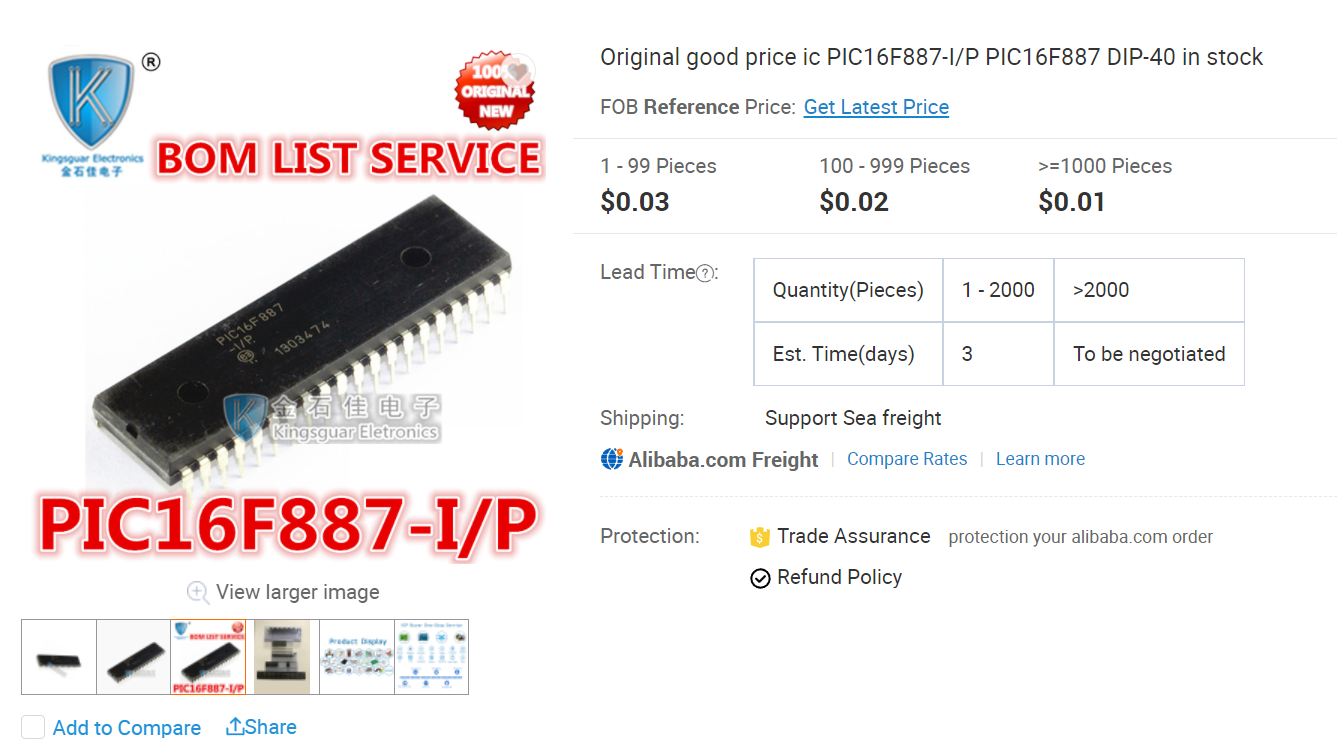 ®
Kingsguar Electronics
金石佳电子
100%
ORIGINAL
NEW
BOM LIST SERVICE
PIC16F887
-I/P
1303474
金石佳电子
Kingsguar Eletronics
PIC16F887-I/P
View larger image
BOM LIST SERVICE
PIC16F887-I/P
Product Display
Add to Compare
Share
Original good price ic PIC16F887-I/P PIC16F887 DIP-40 in stock
FOB Reference Price: Get Latest Price
1 - 99 Pieces 100 - 999 Pieces >=1000 Pieces
$0.03 $0.02 $0.01
Lead Time?:
Quantity(Pieces) 1 - 2000 >2000
Est. Time(days) 3 To be negotiated
Shipping: Support Sea freight
Alibaba.com Freight | Compare Rates | Learn more
Protection: Trade Assurance protection your alibaba.com order
Refund Policy